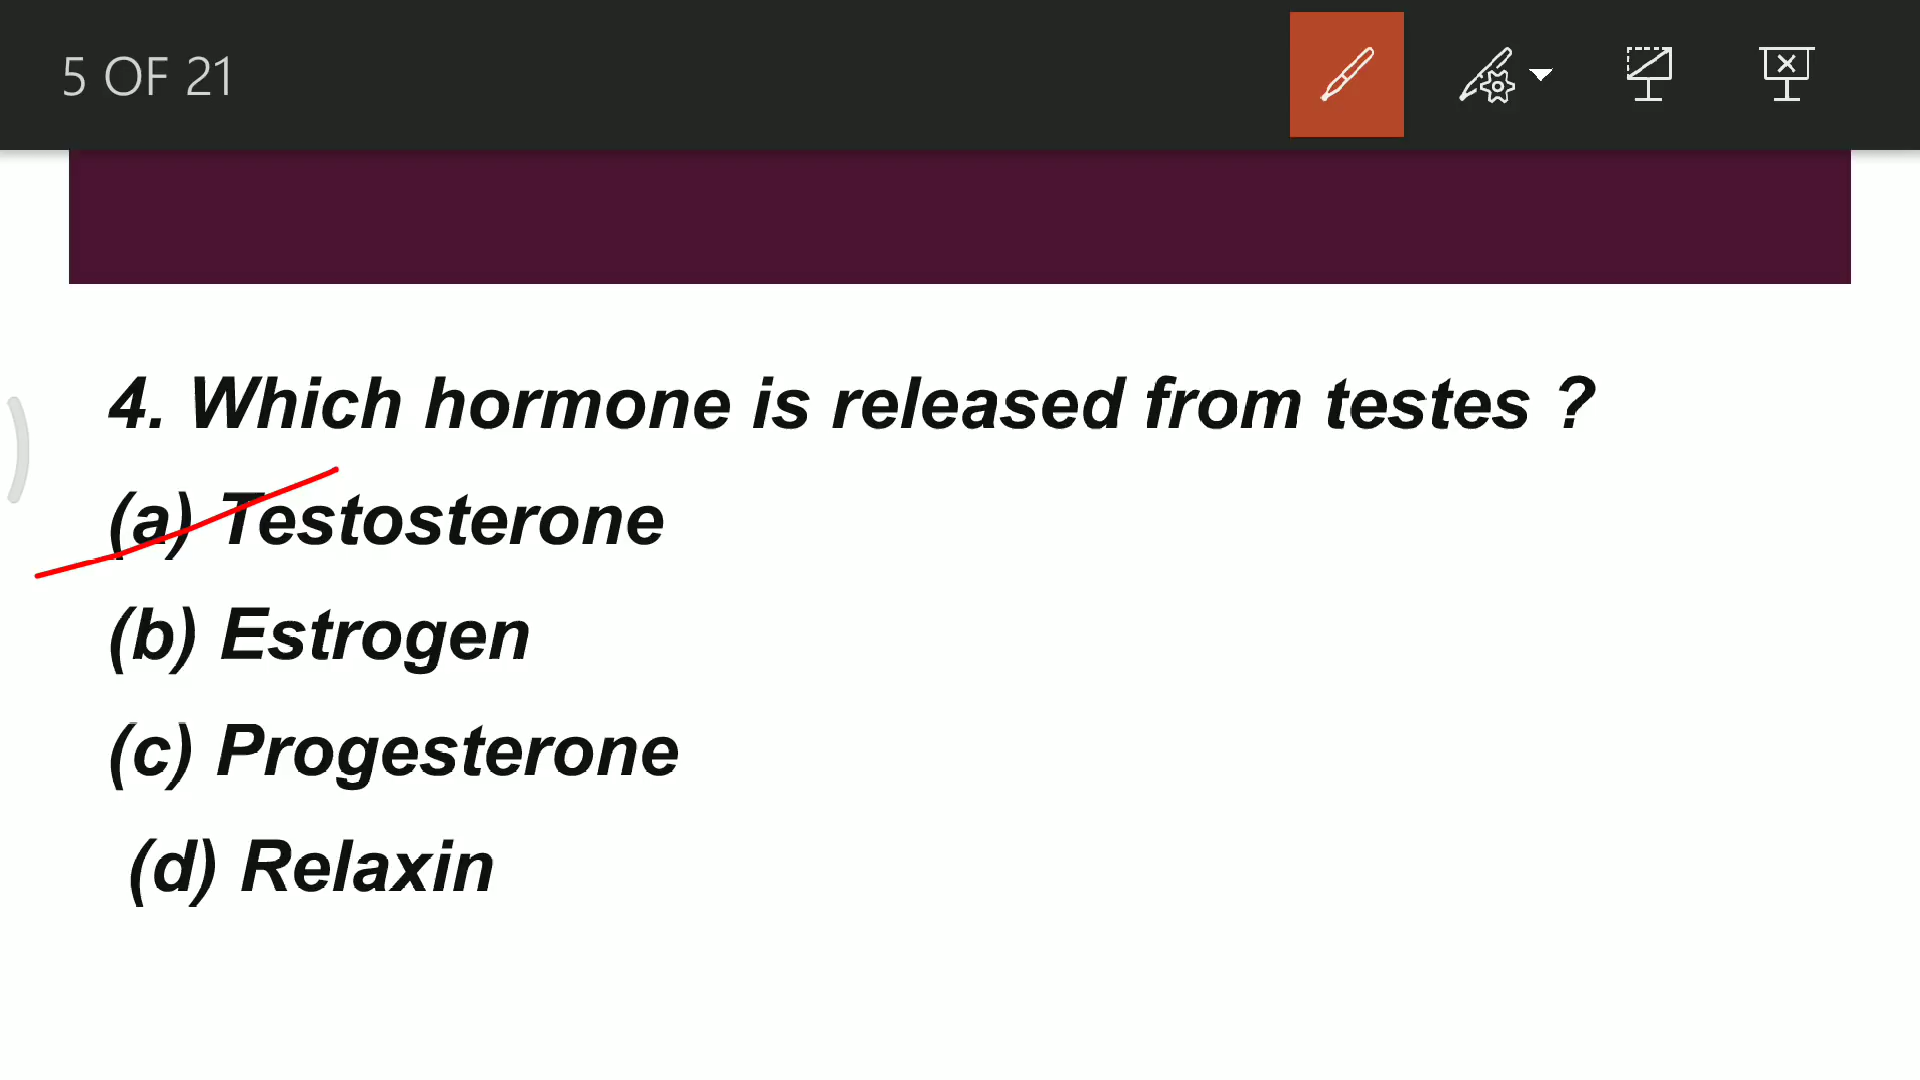 5 OF 21
4. Which hormone is released from testes ?
(a) Testosterone
(b) Estrogen
(c) Progesterone
(d) Relaxin